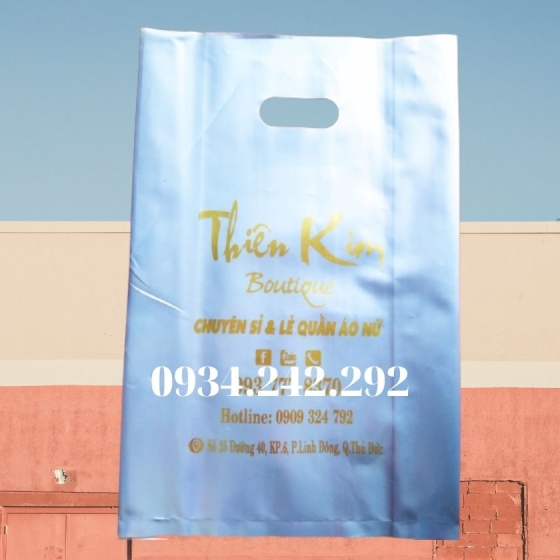 Thiên Kim
Boutique
CHUYÊN SỈ & LẺ QUẦN ÁO NỮ
0934.242.292
Hotline: 0909 324 792
Số 35 Đường 40, KP.6, P.Linh Đông, Q.Thủ Đức